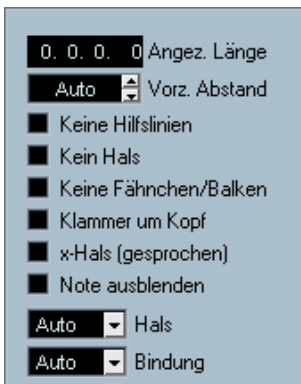 0. 0. 0. 0 Angez. Länge
Auto Vorz. Abstand
Keine Hilfslinien
Kein Hals
Keine Fähnchen/Balken
Klammer um Kopf
x-Hals (gesprochen)
Note ausblenden
Auto Hals
Auto Bindung